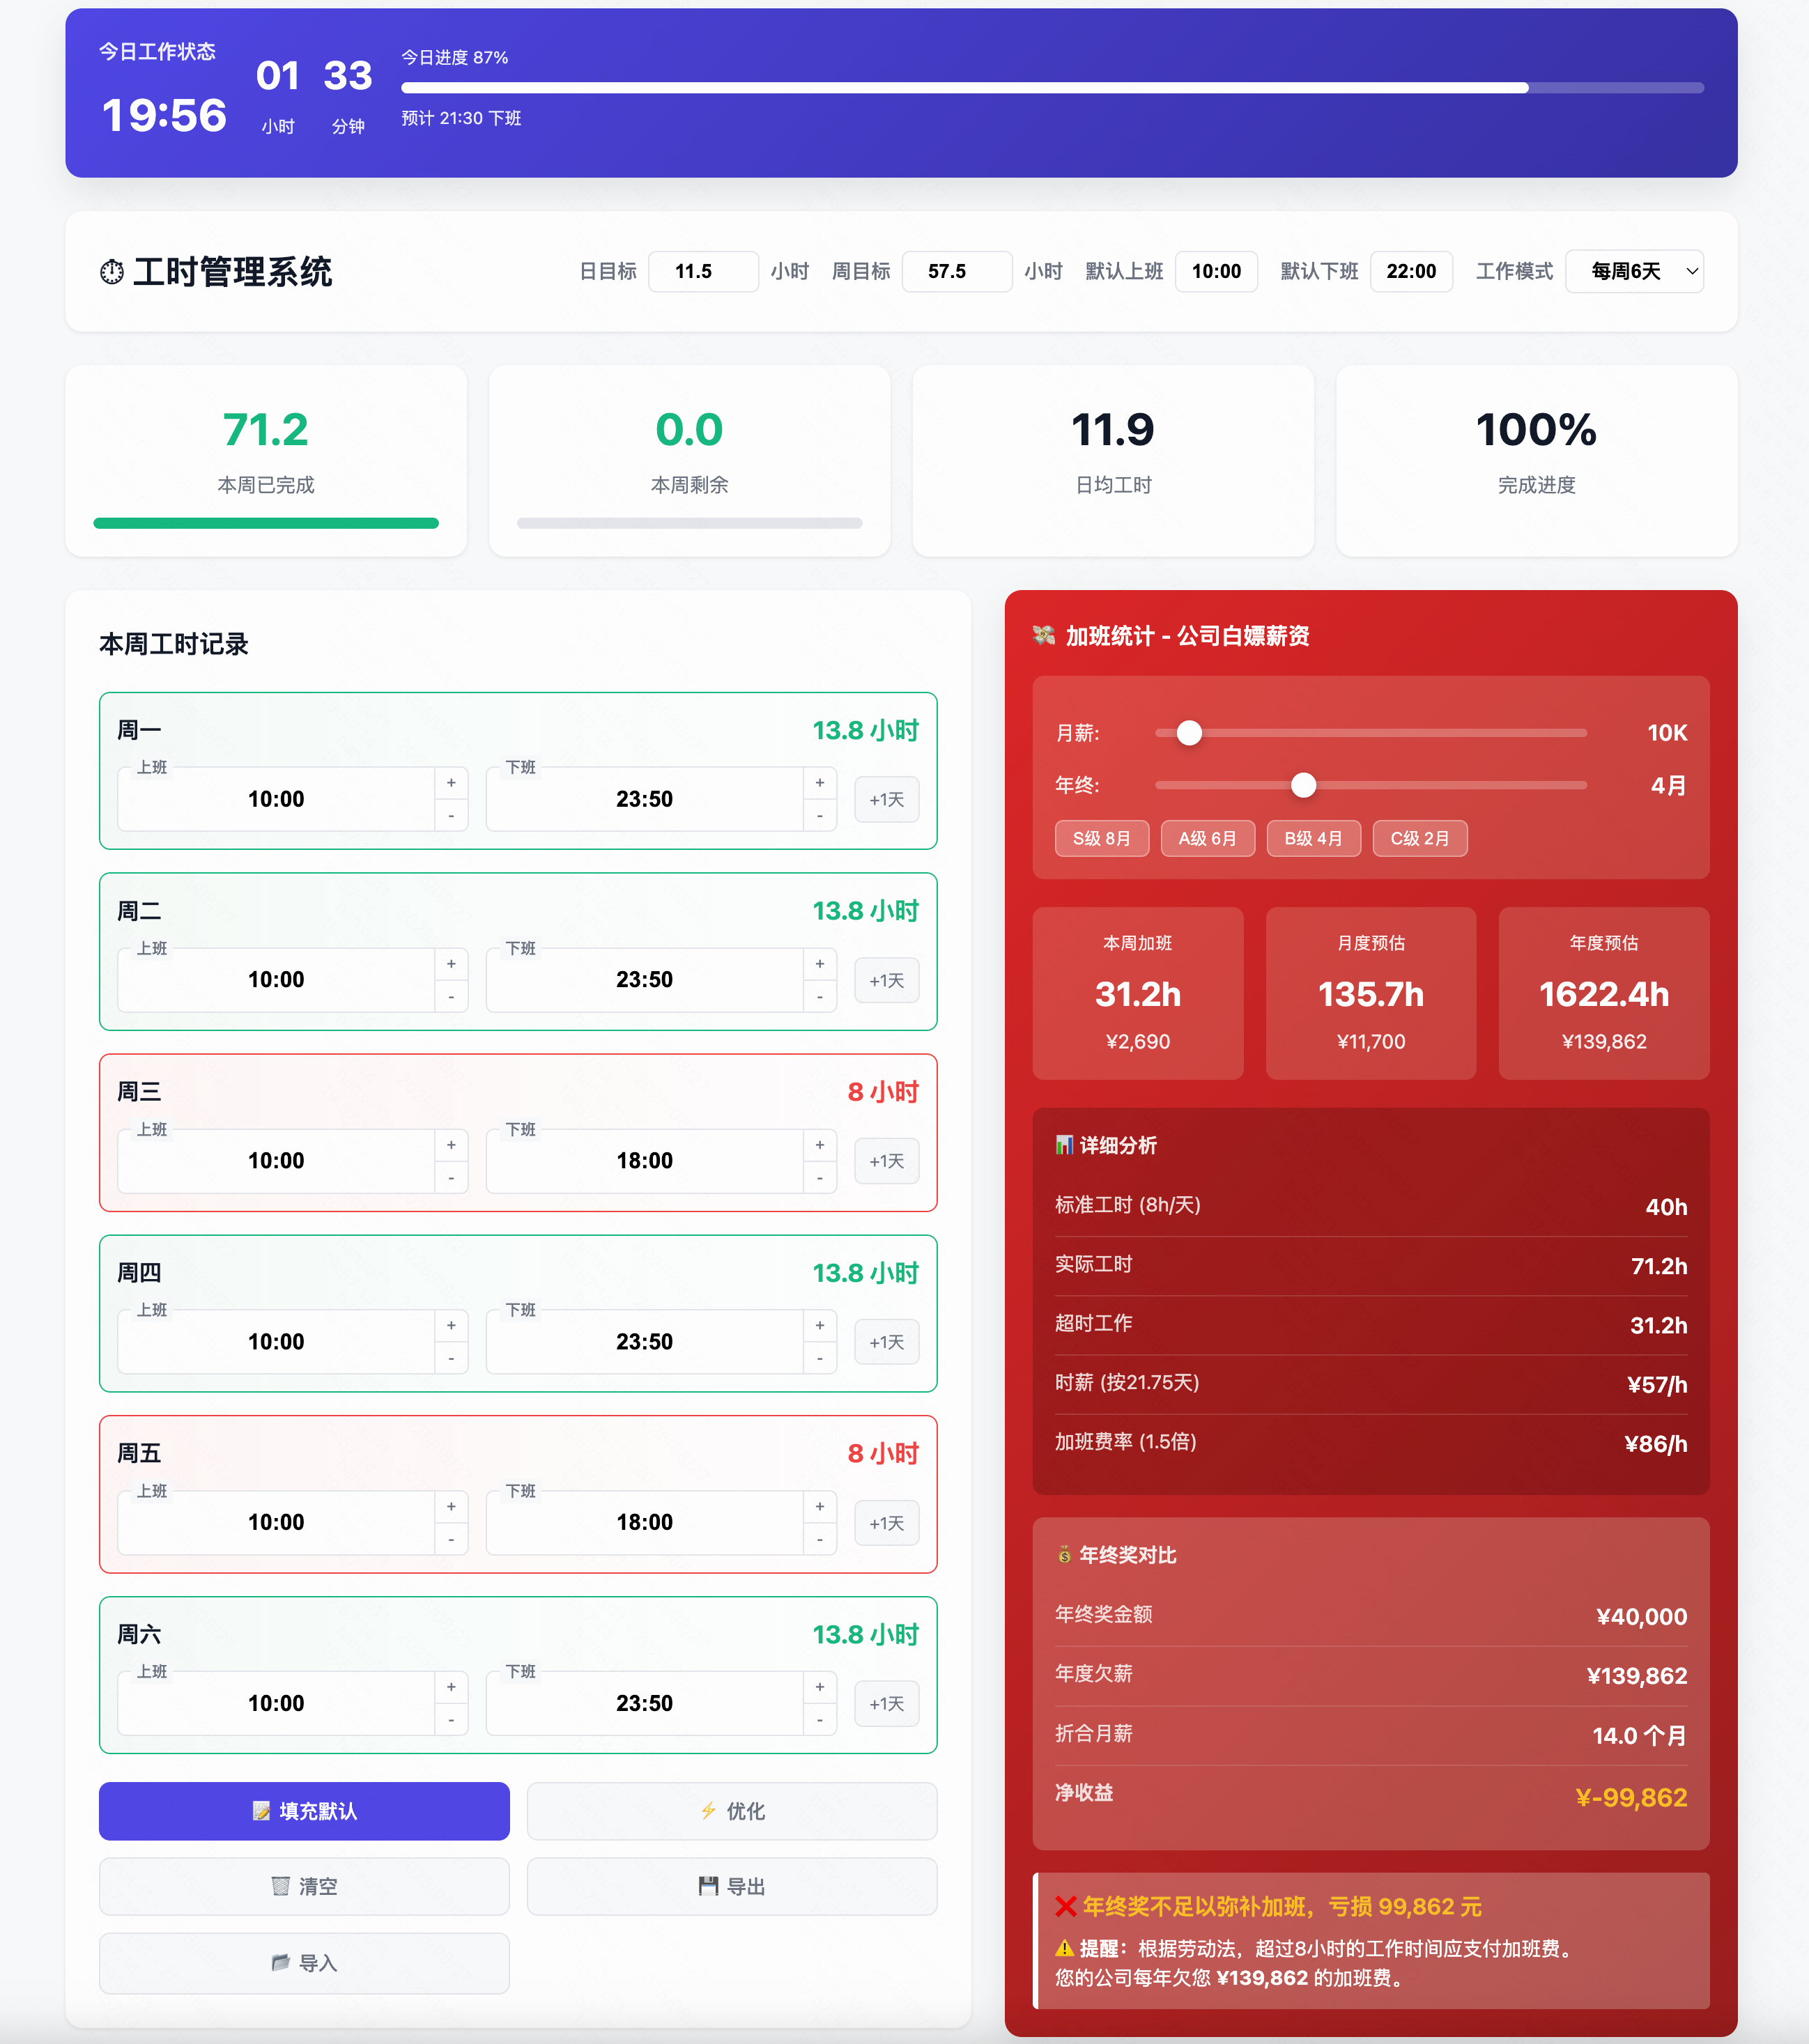 今日工作状态
19:56
01 33
小时 分钟
今日进度 87%
预计 21:30 下班
⏱ 工时管理系统
日目标 11.5 小时 周目标 57.5 小时 默认上班 10:00 默认下班 22:00 工作模式 每周6天
71.2
本周已完成
0.0
本周剩余
11.9
日均工时
100%
完成进度
本周工时记录
周一 13.8 小时
上班 10:00 + - 下班 23:50 + - +1天
周二 13.8 小时
上班 10:00 + - 下班 23:50 + - +1天
周三 8 小时
上班 10:00 + - 下班 18:00 + - +1天
周四 13.8 小时
上班 10:00 + - 下班 23:50 + - +1天
周五 8 小时
上班 10:00 + - 下班 18:00 + - +1天
周六 13.8 小时
上班 10:00 + - 下班 23:50 + - +1天
📝 填充默认
⚡ 优化
🗑️ 清空
💾 导出
📂 导入
💸 加班统计 - 公司白嫖薪资
月薪: 10K
年终: 4月
S级 8月 A级 6月 B级 4月 C级 2月
本周加班
31.2h
¥2,690
月度预估
135.7h
¥11,700
年度预估
1622.4h
¥139,862
📊 详细分析
标准工时 (8h/天) 40h
实际工时 71.2h
超时工作 31.2h
时薪 (按21.75天) ¥57/h
加班费率 (1.5倍) ¥86/h
💰 年终奖对比
年终奖金额 ¥40,000
年度欠薪 ¥139,862
折合月薪 14.0 个月
净收益 ¥-99,862
❌ 年终奖不足以弥补加班，亏损 99,862 元
⚠️ 提醒：根据劳动法，超过8小时的工作时间应支付加班费。
您的公司每年欠您 ¥139,862 的加班费。